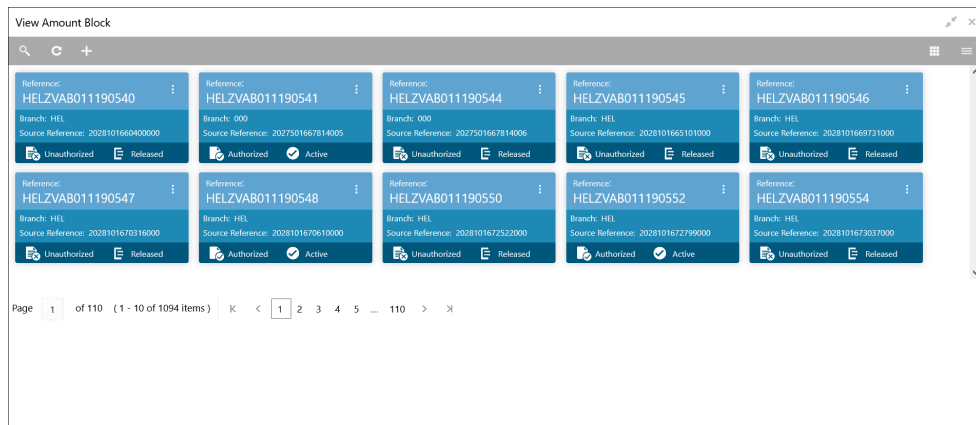 View Amount Block
Reference:
HELZVAB011190540
Branch: HEL
Source Reference: 2028101660400000
Unauthorized Released
Reference:
HELZVAB011190541
Branch: 000
Source Reference: 2027501667814005
Authorized Active
Reference:
HELZVAB011190544
Branch: 000
Source Reference: 2027501667814006
Unauthorized Released
Reference:
HELZVAB011190545
Branch: HEL
Source Reference: 2028101665101000
Unauthorized Released
Reference:
HELZVAB011190546
Branch: HEL
Source Reference: 2028101669731000
Unauthorized Released
Reference:
HELZVAB011190547
Branch: HEL
Source Reference: 2028101670316000
Unauthorized Released
Reference:
HELZVAB011190548
Branch: HEL
Source Reference: 2028101670610000
Authorized Active
Reference:
HELZVAB011190550
Branch: HEL
Source Reference: 2028101672522000
Unauthorized Released
Reference:
HELZVAB011190552
Branch: HEL
Source Reference: 2028101672799000
Authorized Active
Reference:
HELZVAB011190554
Branch: HEL
Source Reference: 2028101673037000
Unauthorized Released
Page 1 of 110 ( 1 - 10 of 1094 items ) 1 2 3 4 5 .... 110